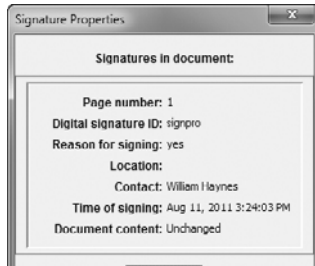 Signature Properties
Signatures in document:
Page number: 1
Digital signature ID: signpro
Reason for signing: yes
Location:
Contact: William Haynes
Time of signing: Aug 11, 2011 3:24:03 PM
Document content: Unchanged